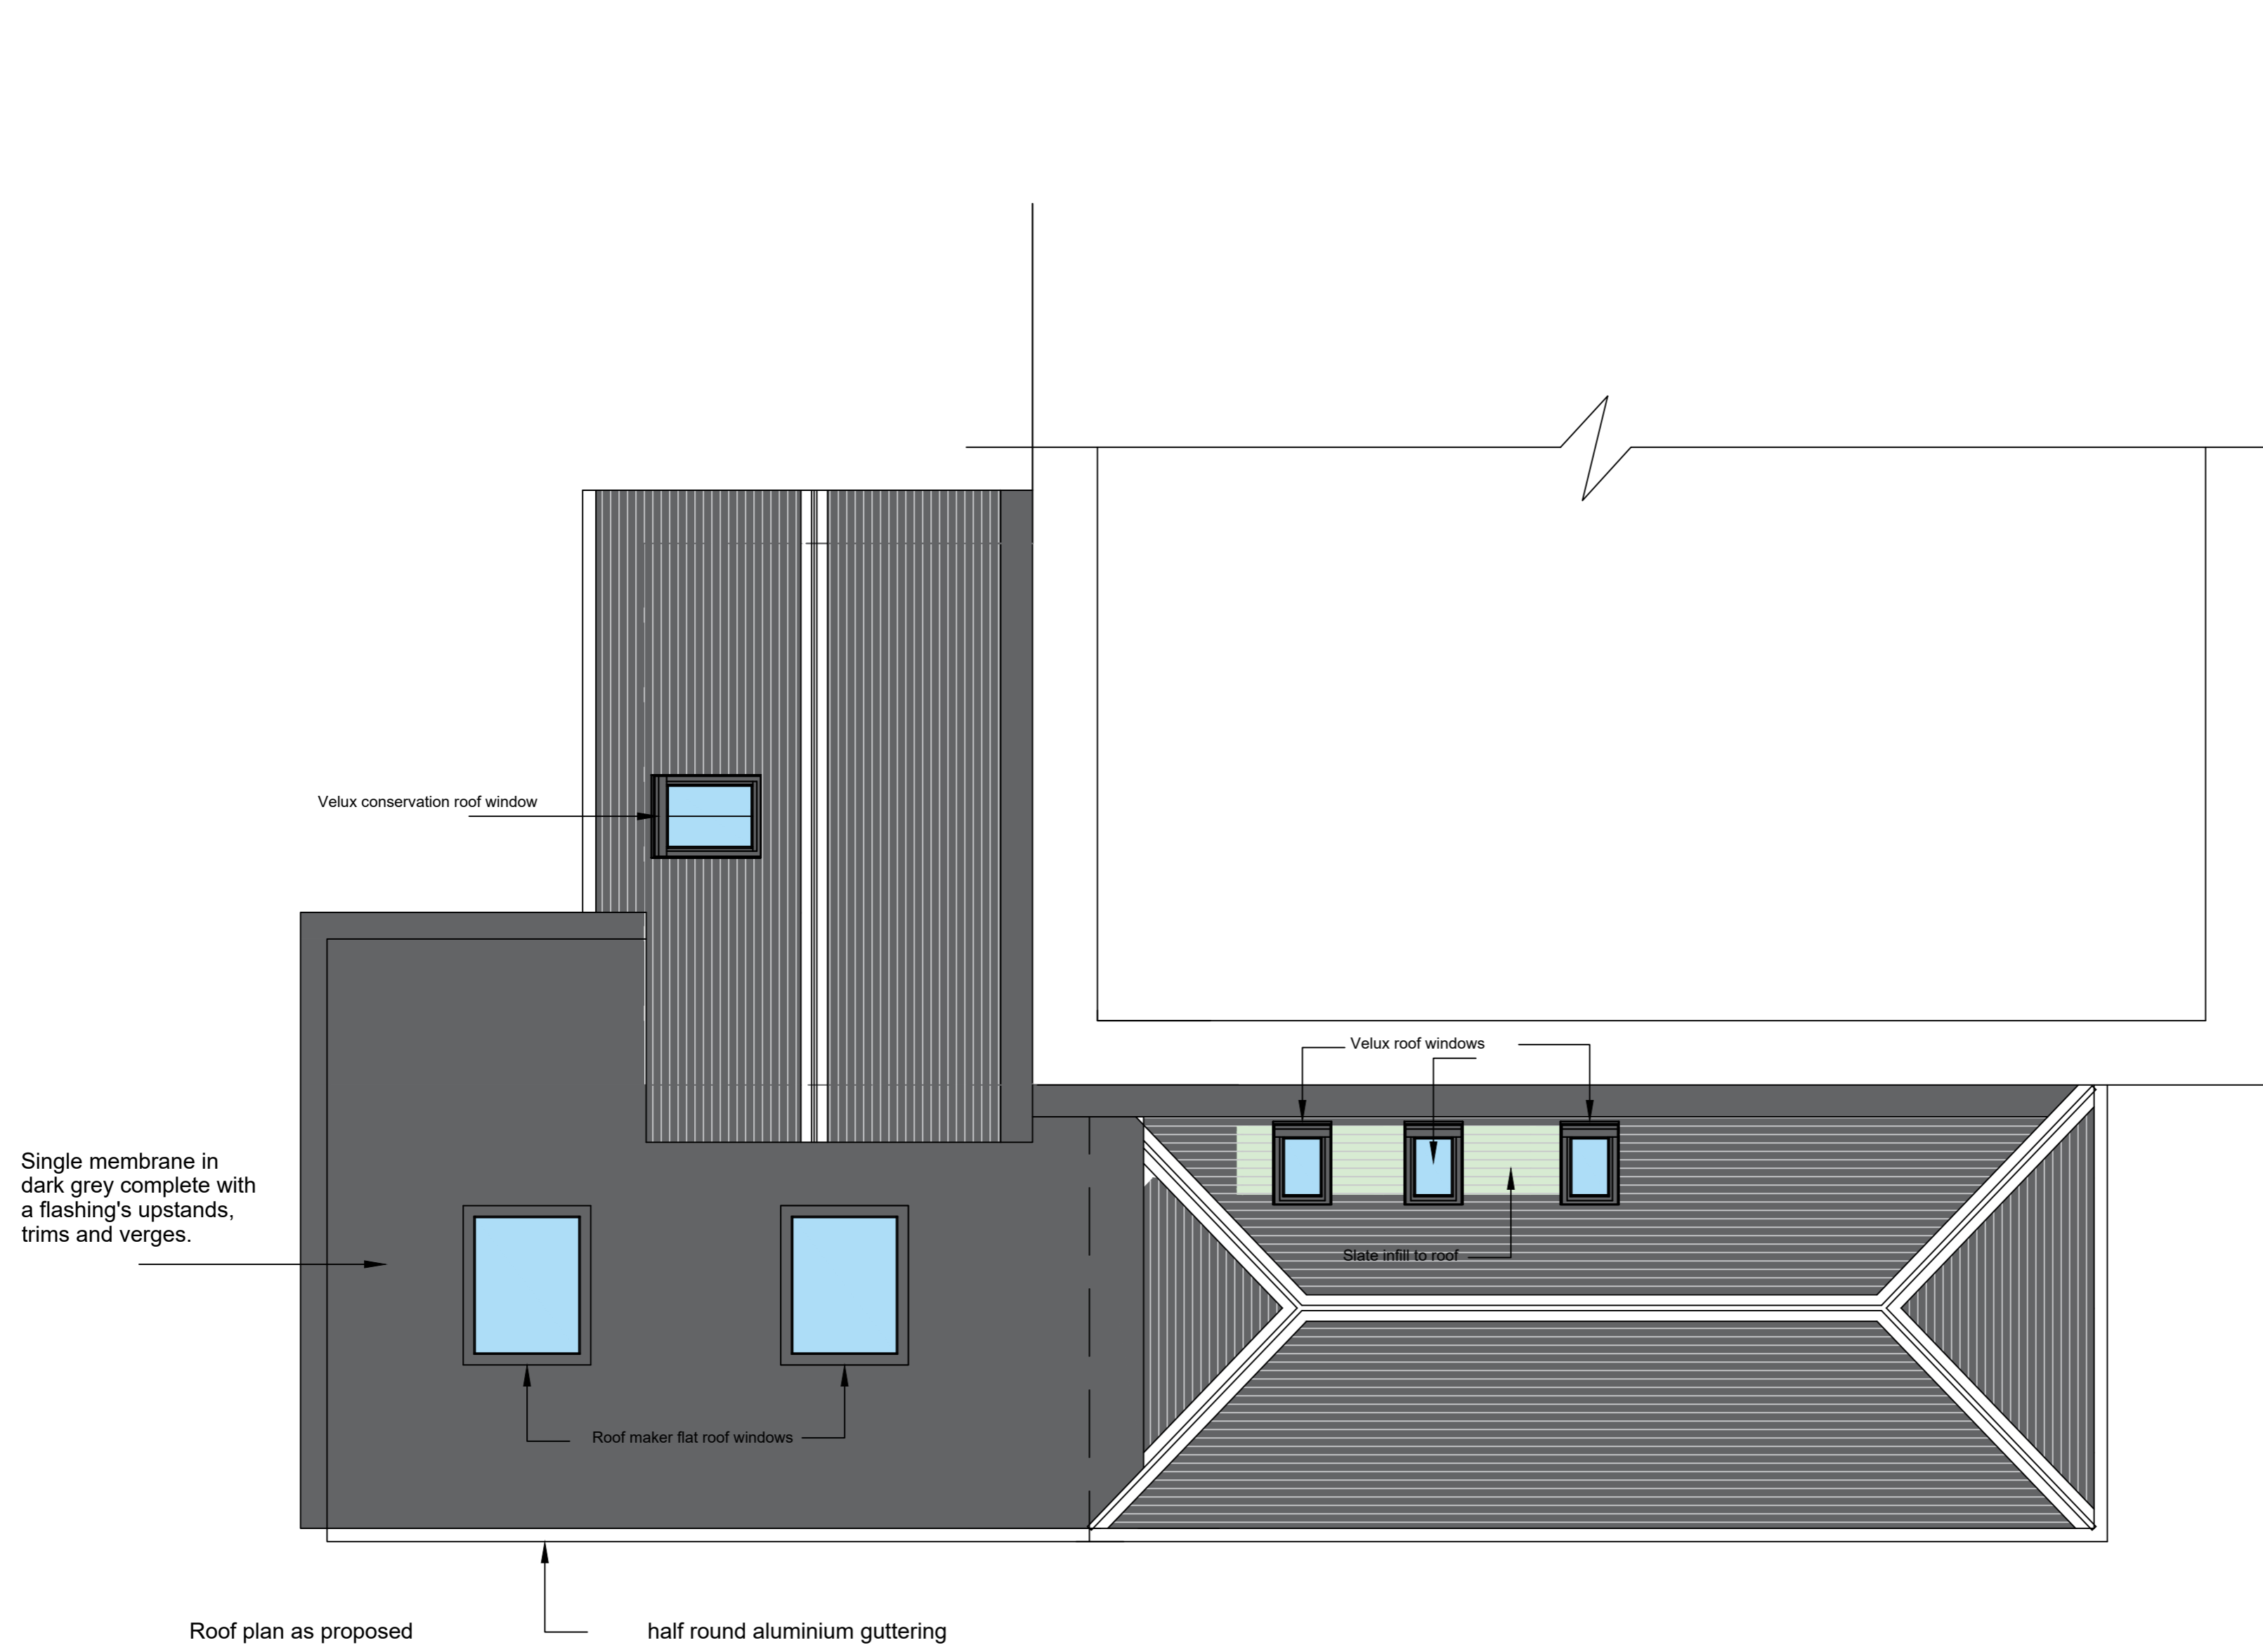 Velux conservation roof window
Velux roof windows
Single membrane in
dark grey complete with
a flashing's upstands,
trims and verges.
Slate infill to roof
Roof maker flat roof windows
Roof plan as proposed
half round aluminium guttering